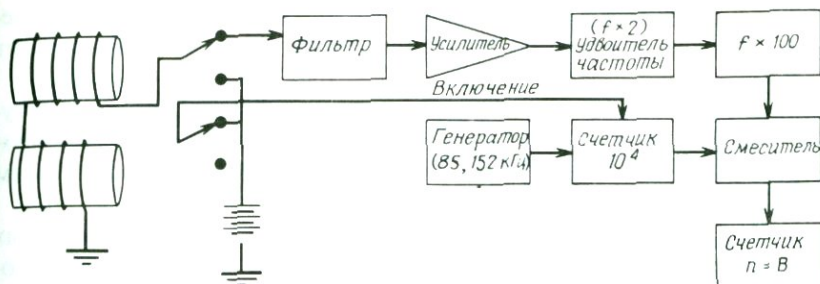 Фильтр
Усилитель
(f × 2)
Удвоитель
частоты
f × 100
Включение
Генератор
(85, 152 кГц)
Счетчик
10⁴
Смеситель
Счетчик
n = B